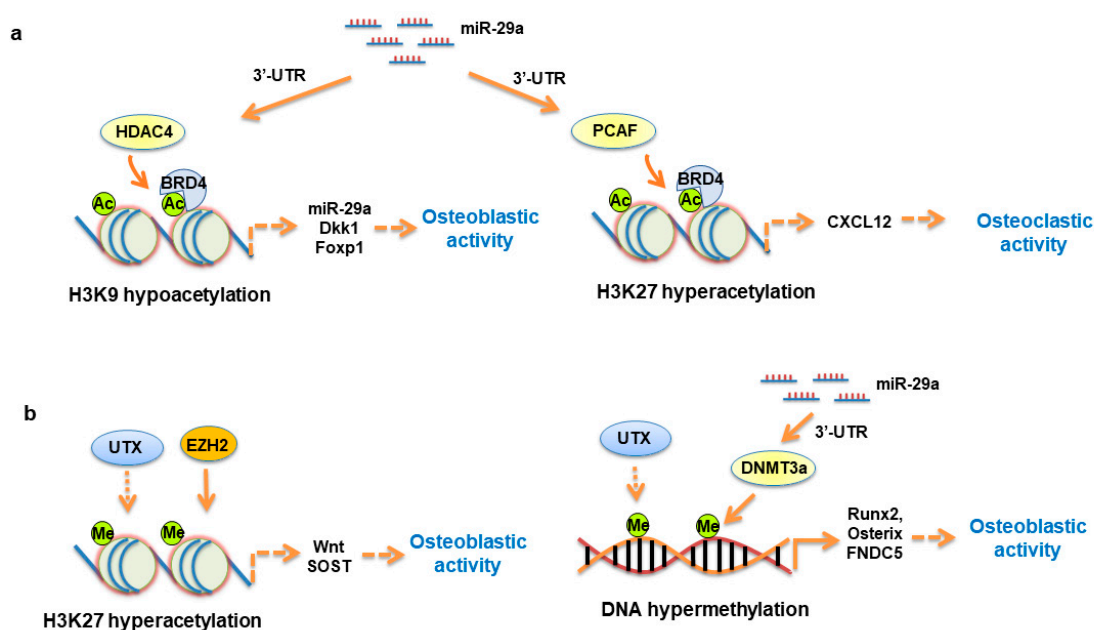 a
miR-29a
3'-UTR
3'-UTR
HDAC4
BRD4
Ac
Ac
miR-29a
Dkk1
Foxp1
Osteoblastic
activity
H3K9 hypoacetylation
PCAF
BRD4
Ac
Ac
CXCL12
Osteoclastic
activity
H3K27 hyperacetylation
b
UTX
EZH2
Me
Me
Wnt
SOST
Osteoblastic
activity
H3K27 hyperacetylation
miR-29a
3'-UTR
UTX
DNMT3a
Me
Me
Runx2,
Osterix
FNDC5
Osteoblastic
activity
DNA hypermethylation